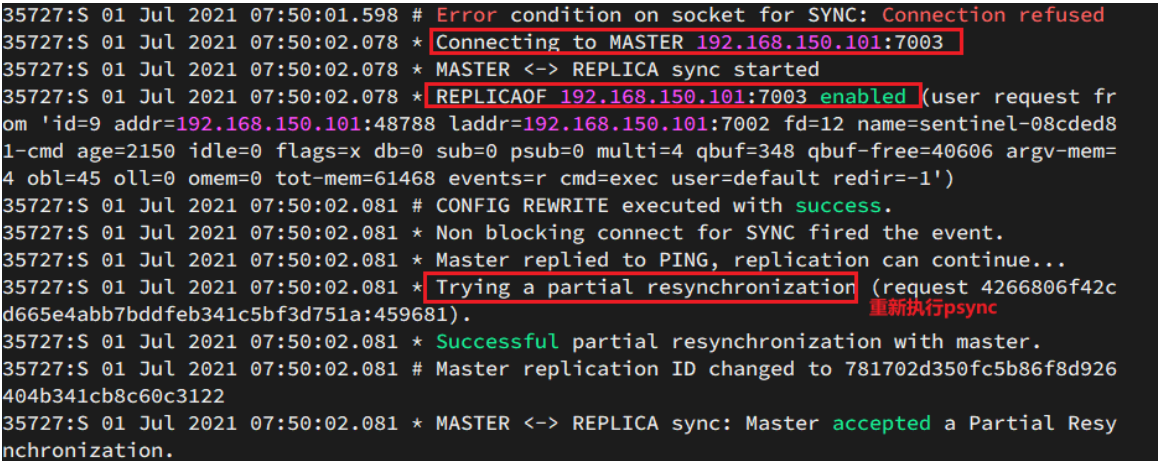 35727:S 01 Jul 2021 07:50:01.598 # Error condition on socket for SYNC: Connection refused
35727:S 01 Jul 2021 07:50:02.078 * Connecting to MASTER 192.168.150.101:7003
35727:S 01 Jul 2021 07:50:02.078 * MASTER <-> REPLICA sync started
35727:S 01 Jul 2021 07:50:02.078 * REPLICAOF 192.168.150.101:7003 enabled (user request fr
om 'id=9 addr=192.168.150.101:48788 laddr=192.168.150.101:7002 fd=12 name=sentinel-08cded8
1-cmd age=2150 idle=0 flags=x db=0 sub=0 psub=0 multi=4 qbuf=348 qbuf-free=40606 argv-mem=
4 obl=45 oll=0 omem=0 tot-mem=61468 events=r cmd=exec user=default redir=-1')
35727:S 01 Jul 2021 07:50:02.081 # CONFIG REWRITE executed with success.
35727:S 01 Jul 2021 07:50:02.081 * Non blocking connect for SYNC fired the event.
35727:S 01 Jul 2021 07:50:02.081 * Master replied to PING, replication can continue...
35727:S 01 Jul 2021 07:50:02.081 * Trying a partial resynchronization (request 4266806f42c
重新执行psync
d665e4abb7bddfeb341c5bf3d751a:459681).
35727:S 01 Jul 2021 07:50:02.081 * Successful partial resynchronization with master.
35727:S 01 Jul 2021 07:50:02.081 # Master replication ID changed to 781702d350fc5b86f8d926
404b341cb8c60c3122
35727:S 01 Jul 2021 07:50:02.081 * MASTER <-> REPLICA sync: Master accepted a Partial Resy
nchronization.